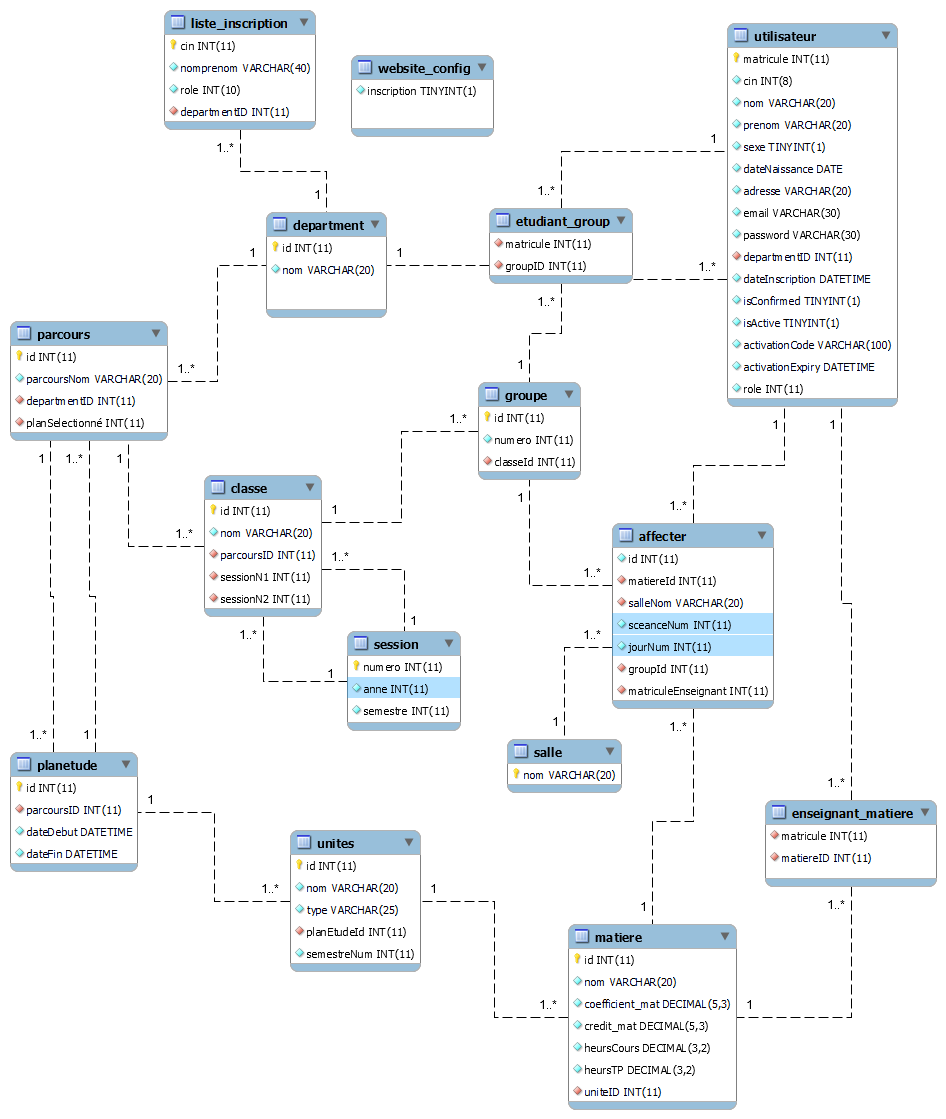 liste_inscription
cin INT(11)
nomprenom VARCHAR(40)
role INT(10)
departmentID INT(11)
website_config
inscription TINYINT(1)
utilisateur
matricule INT(11)
cin INT(8)
nom VARCHAR(20)
prenom VARCHAR(20)
sexe TINYINT(1)
dateNaissance DATE
adresse VARCHAR(20)
email VARCHAR(30)
password VARCHAR(30)
departmentID INT(11)
dateInscription DATETIME
isConfirmed TINYINT(1)
isActive TINYINT(1)
activationCode VARCHAR(100)
activationExpiry DATETIME
role INT(11)
1..*
1
1
1..*
department
id INT(11)
nom VARCHAR(20)
1
1
etudiant_group
matricule INT(11)
groupID INT(11)
1..*
1..*
parcours
id INT(11)
parcoursNom VARCHAR(20)
departmentID INT(11)
planSelectionné INT(11)
1..*
1
1..*
1
1
groupe
id INT(11)
numero INT(11)
classeId INT(11)
1..*
1
1
1
classe
id INT(11)
nom VARCHAR(20)
parcoursID INT(11)
sessionN1 INT(11)
sessionN2 INT(11)
1..*
1
1..*
1..*
1
1
session
numero INT(11)
anne INT(11)
semestre INT(11)
affecter
id INT(11)
matiereId INT(11)
salleNom VARCHAR(20)
sceanceNum INT(11)
jourNum INT(11)
groupId INT(11)
matriculeEnseignant INT(11)
1..*
1..*
1..*
1..*
1
salle
nom VARCHAR(20)
1..*
1
planetude
id INT(11)
parcoursID INT(11)
dateDebut DATETIME
dateFin DATETIME
1
1..*
unites
id INT(11)
nom VARCHAR(20)
type VARCHAR(25)
planEtudeId INT(11)
semestreNum INT(11)
1
1..*
1..*
enseignant_matiere
matricule INT(11)
matiereID INT(11)
1..*
1
1
matiere
id INT(11)
nom VARCHAR(20)
coefficient_mat DECIMAL(5,3)
credit_mat DECIMAL(5,3)
heursCours DECIMAL(3,2)
heursTP DECIMAL(3,2)
uniteID INT(11)